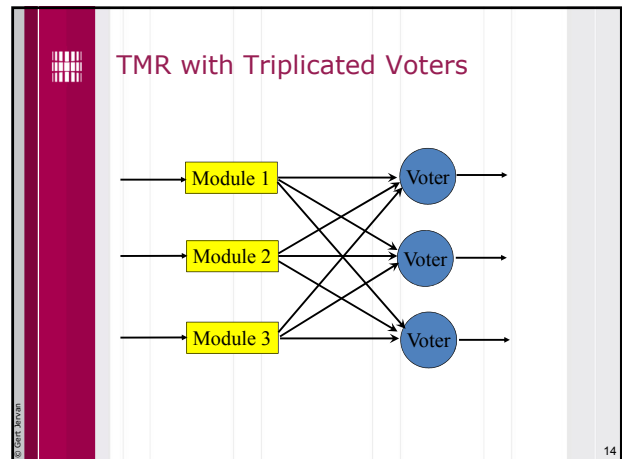 TMR with Triplicated Voters
Module 1
Voter
Module 2
Voter
Module 3
Voter
© Gert Jervan
14